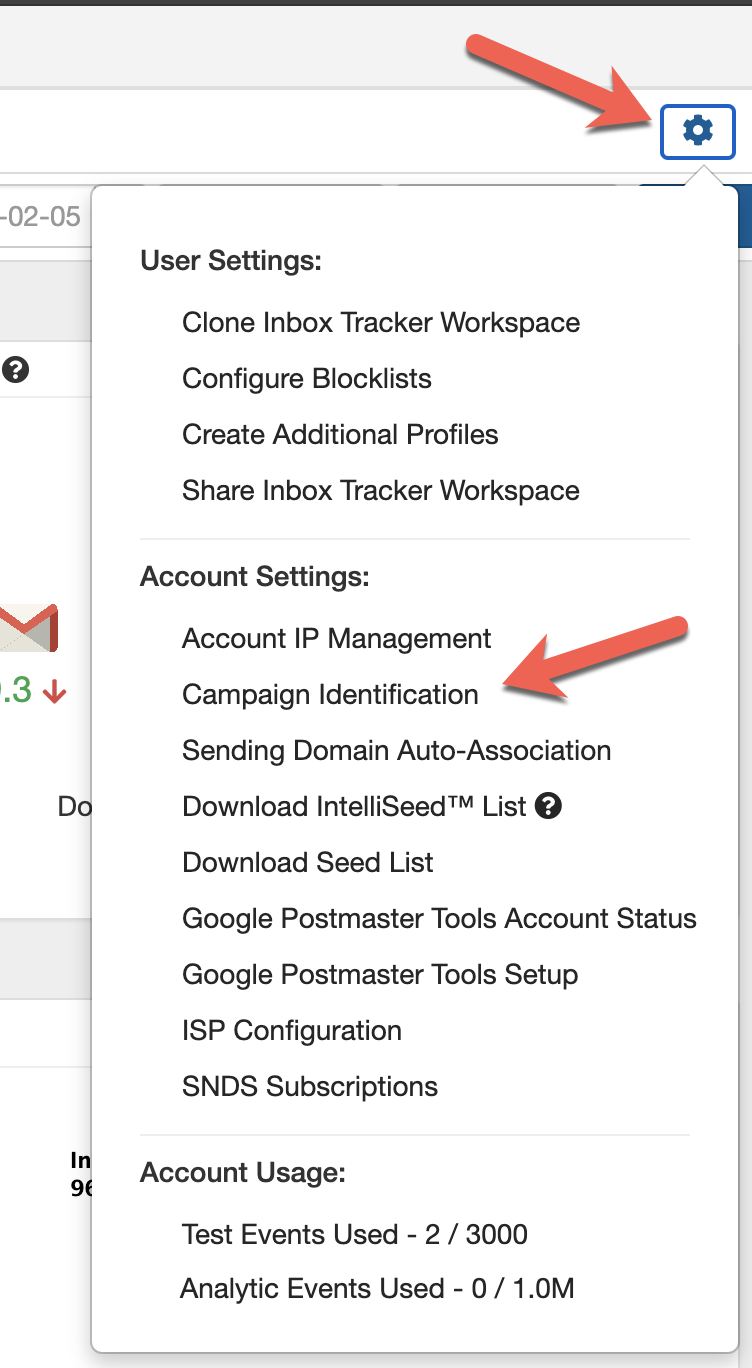 -02-05
User Settings:
Clone Inbox Tracker Workspace
Configure Blocklists
Create Additional Profiles
Share Inbox Tracker Workspace
Account Settings:
Account IP Management
.3
Campaign Identification
Sending Domain Auto-Association
Do
Download IntelliSeed™ List
Download Seed List
Google Postmaster Tools Account Status
Google Postmaster Tools Setup
ISP Configuration
SNDS Subscriptions
In
96
Account Usage:
Test Events Used - 2 / 3000
Analytic Events Used - 0 / 1.0M